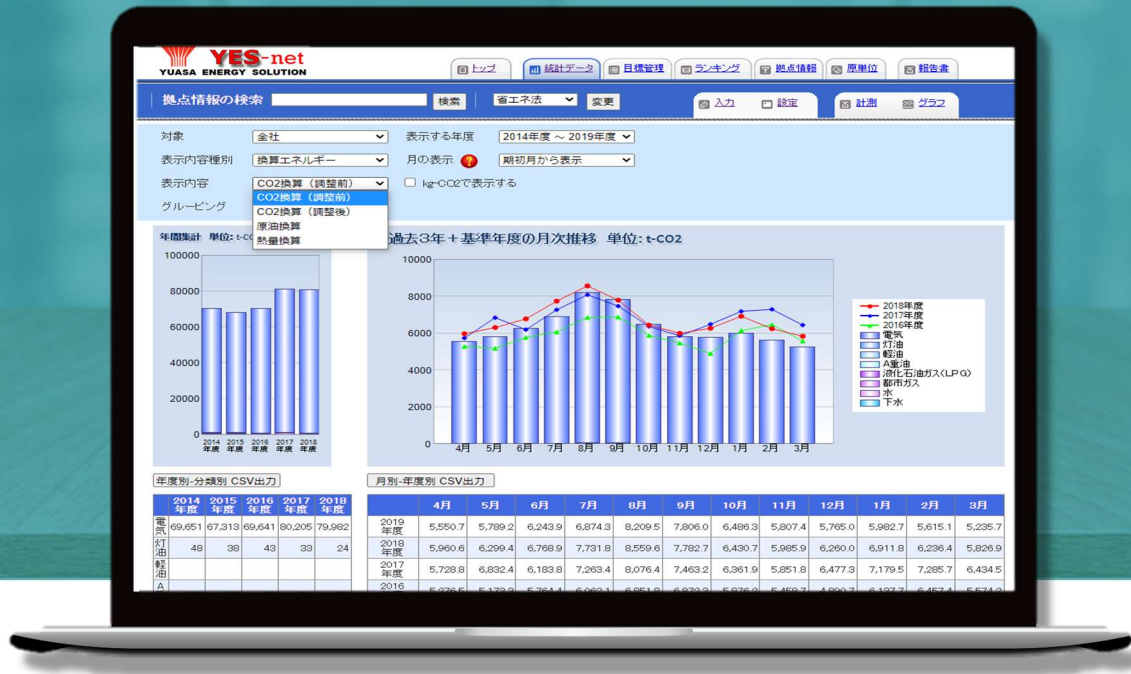 YES-net
YUASA ENERGY SOLUTION
トップ 統計データ 目標管理 ランキング 拠点情報 原単位 報告書
拠点情報の検索 検索 省エネ法 変更 入力 設定 計測 グラフ
対象 全社 表示する年度 2014年度 ～ 2019年度
表示内容種別 換算エネルギー 月の表示 ? 期初月から表示
表示内容 CO2換算（調整前） kg-CO2で表示する
CO2換算（調整前）
グルーピング CO2換算（調整後）
原油換算
熱量換算
年間集計 単位: t-CO
過去3年＋基準年度の月次推移 単位: t-CO2
100000
80000
60000
40000
20000
0
2014年度 2015年度 2016年度 2017年度 2018年度
10000
8000
6000
4000
2000
0
4月 5月 6月 7月 8月 9月 10月 11月 12月 1月 2月 3月
2018年度
2017年度
2016年度
電気
灯油
軽油
A重油
液化石油ガス(LPG)
都市ガス
水
下水
年度別-分類別 CSV出力
月別-年度別 CSV出力
2014年度 2015年度 2016年度 2017年度 2018年度
電気 69,651 67,313 69,641 80,205 79,982
灯油 48 38 43 33 24
軽油
A
4月 5月 6月 7月 8月 9月 10月 11月 12月 1月 2月 3月
2019年度 5,550.7 5,789.2 6,243.9 6,874.3 8,209.5 7,806.0 6,486.3 5,807.4 5,765.0 5,982.7 5,615.1 5,235.7
2018年度 5,960.6 6,299.4 6,768.9 7,731.8 8,559.6 7,782.7 6,430.7 5,985.9 6,260.0 6,911.8 6,236.4 5,826.9
2017年度 5,728.8 6,832.4 6,183.8 7,263.4 8,076.4 7,463.2 6,361.9 5,851.8 6,477.3 7,179.5 7,285.7 6,434.5
2016